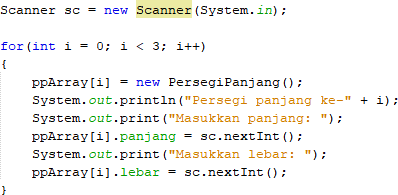 Scanner sc = new Scanner(System.in);
for(int i = 0; i < 3; i++)
{
ppArray[i] = new PersegiPanjang();
System.out.println("Persegi panjang ke-" + i);
System.out.print("Masukkan panjang: ");
ppArray[i].panjang = sc.nextInt();
System.out.print("Masukkan lebar: ");
ppArray[i].lebar = sc.nextInt();
}